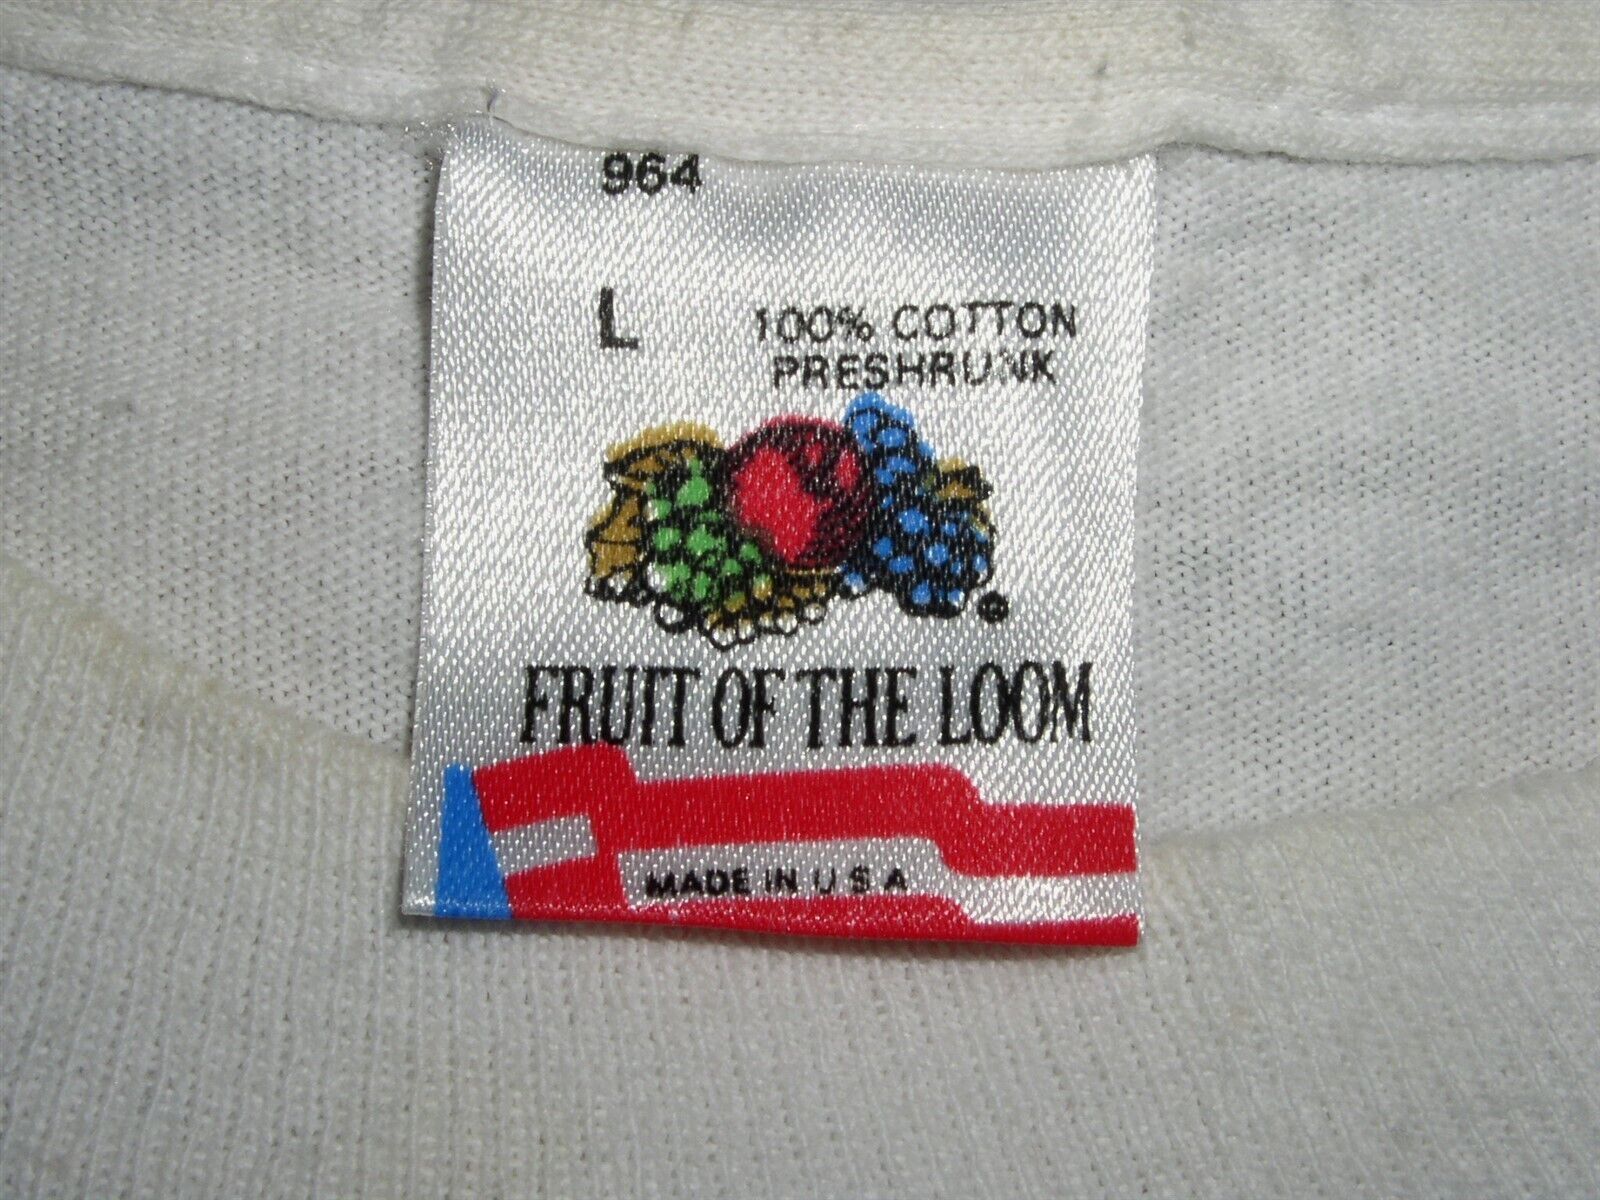 964
L
100% COTTON
PRESHRUNK
®
FRUIT OF THE LOOM
MADE IN U S A